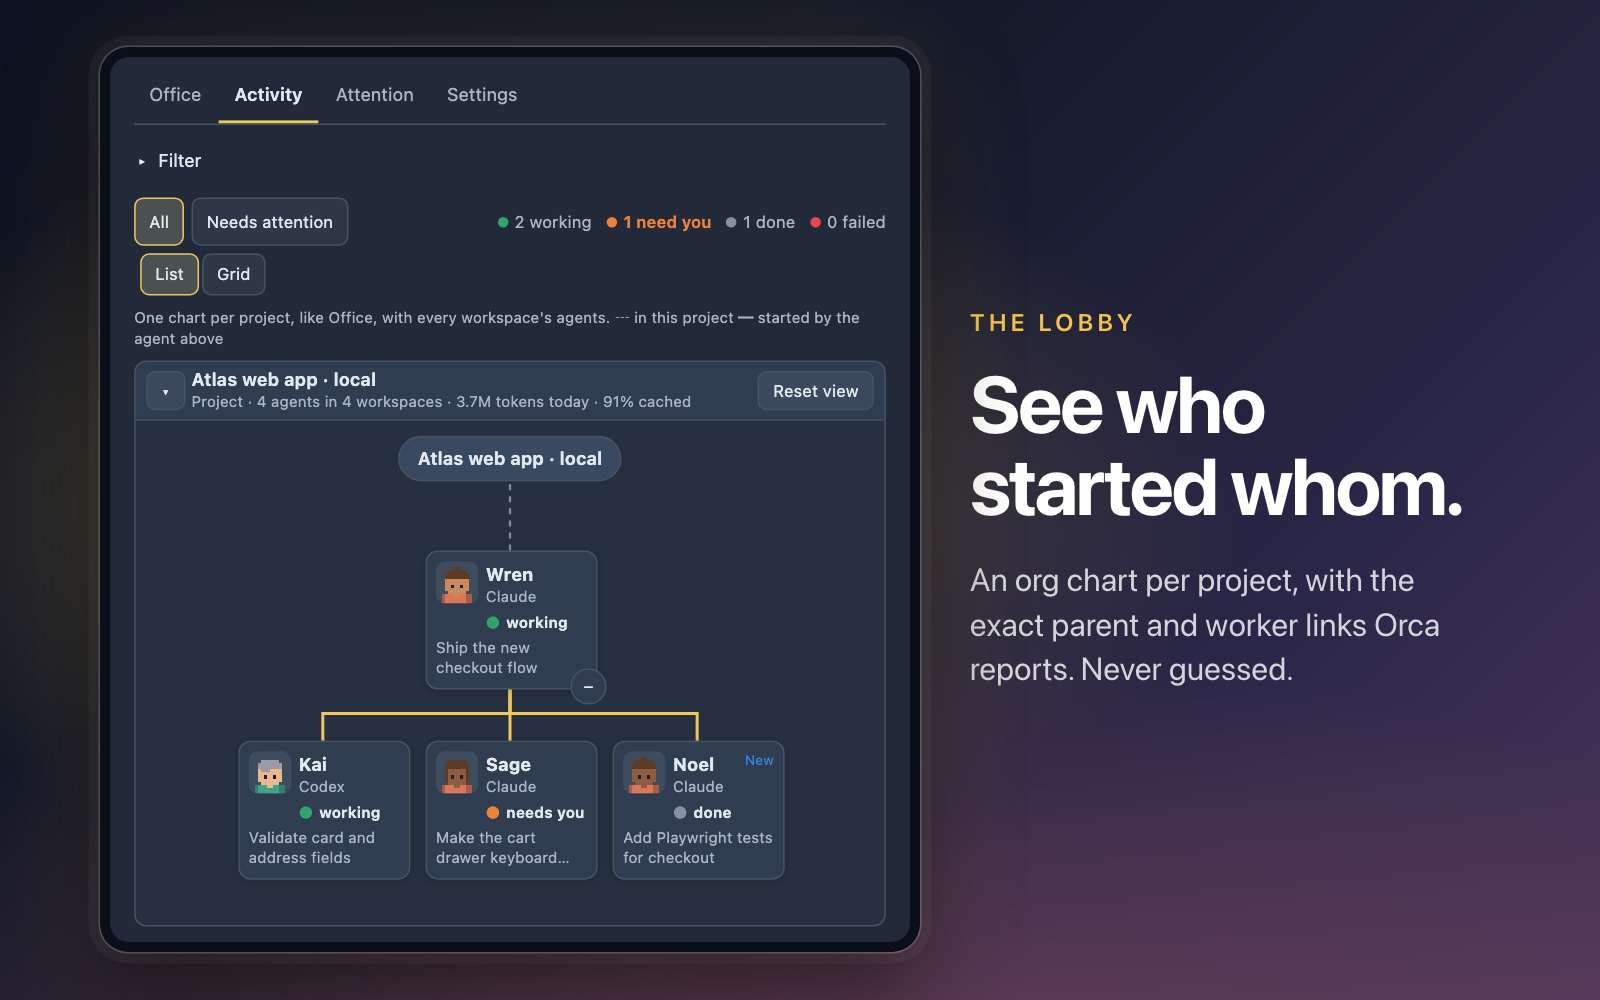 Office Activity Attention Settings
▸ Filter
All Needs attention 2 working 1 need you 1 done 0 failed
List Grid
One chart per project, like Office, with every workspace's agents. --- in this project — started by the
agent above
▾ Atlas web app · local Reset view
Project · 4 agents in 4 workspaces · 3.7M tokens today · 91% cached
Atlas web app · local
Wren
Claude
working
Ship the new
checkout flow
−
Kai
Codex
working
Validate card and
address fields
Sage
Claude
needs you
Make the cart
drawer keyboard...
Noel New
Claude
done
Add Playwright tests
for checkout
THE LOBBY
See who
started whom.
An org chart per project, with the
exact parent and worker links Orca
reports. Never guessed.